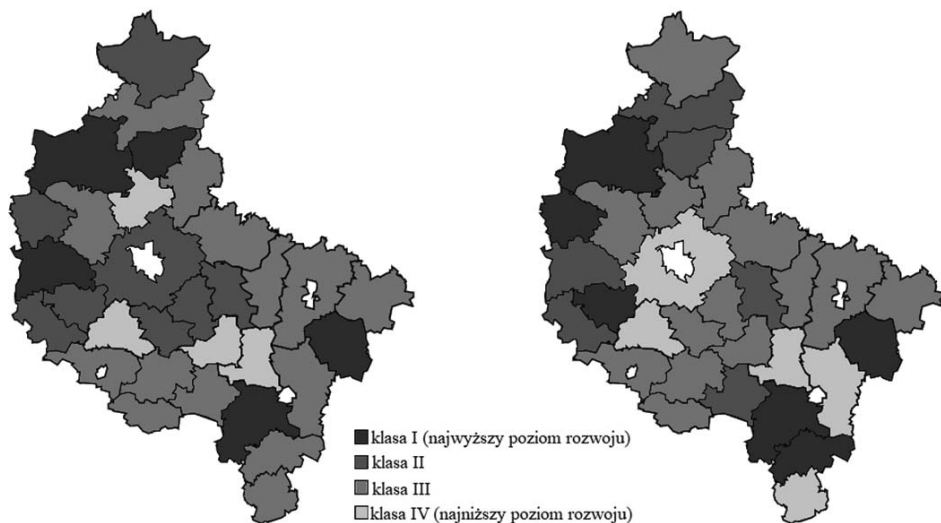 klasa I (najwyższy poziom rozwoju)
klasa II
klasa III
klasa IV (najniższy poziom rozwoju)